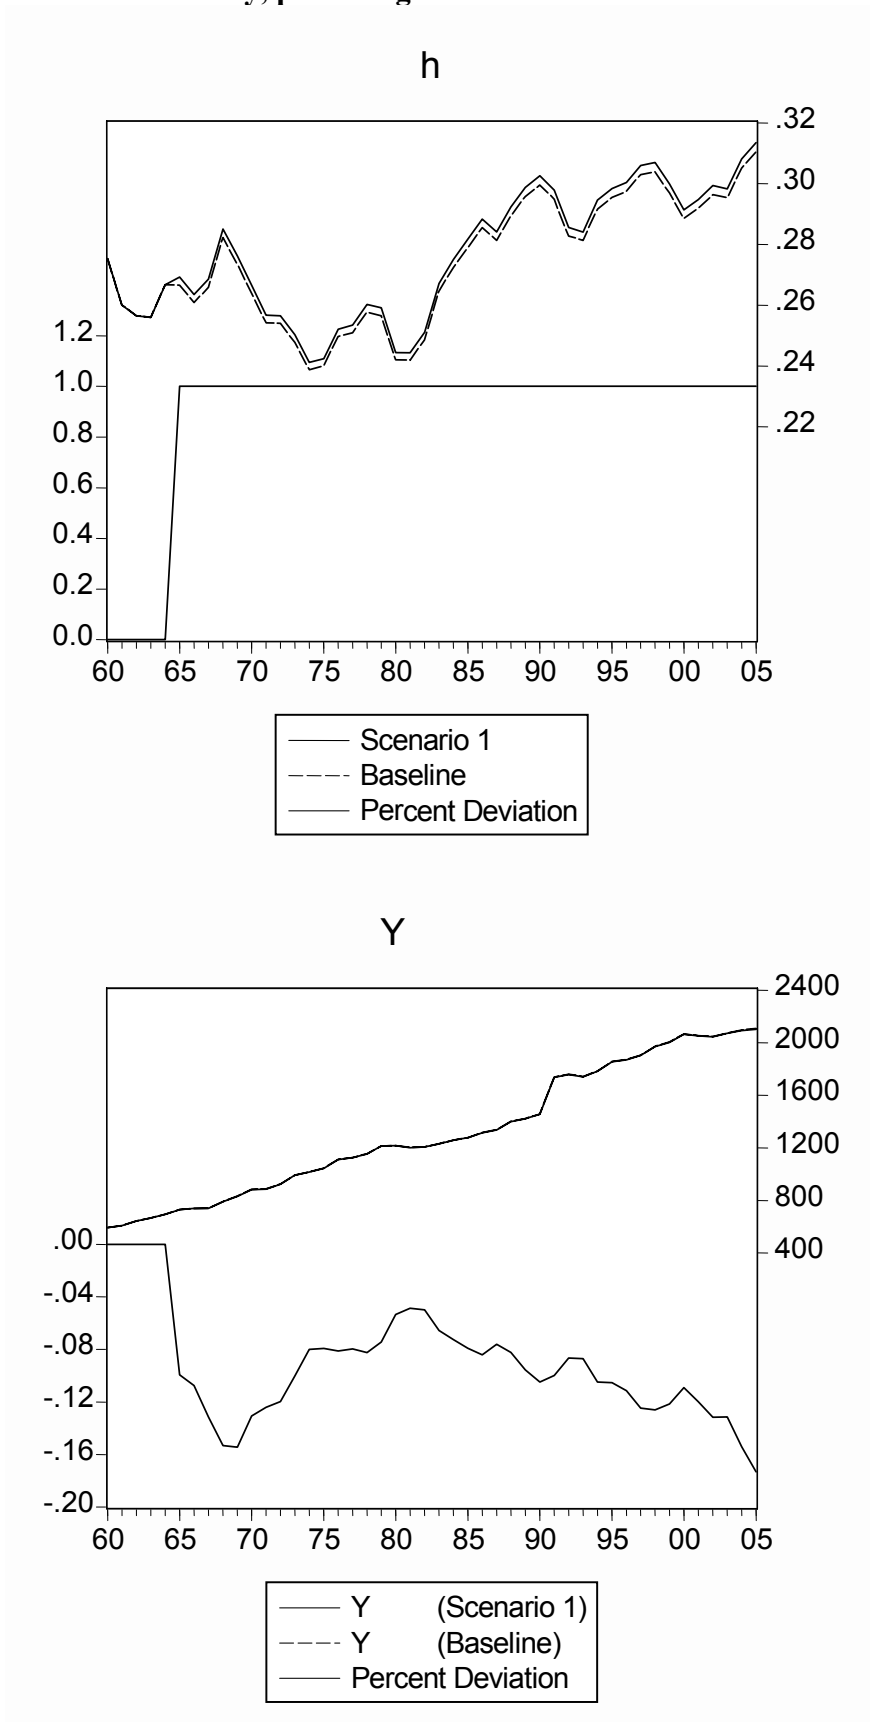 h
.32
.30
.28
.26
1.2
.24
1.0
.22
0.8
0.6
0.4
0.2
0.0
60 65 70 75 80 85 90 95 00 05
Scenario 1
Baseline
Percent Deviation
Y
2400
2000
1600
1200
800
.00
400
-.04
-.08
-.12
-.16
-.20
60 65 70 75 80 85 90 95 00 05
Y (Scenario 1)
Y (Baseline)
Percent Deviation